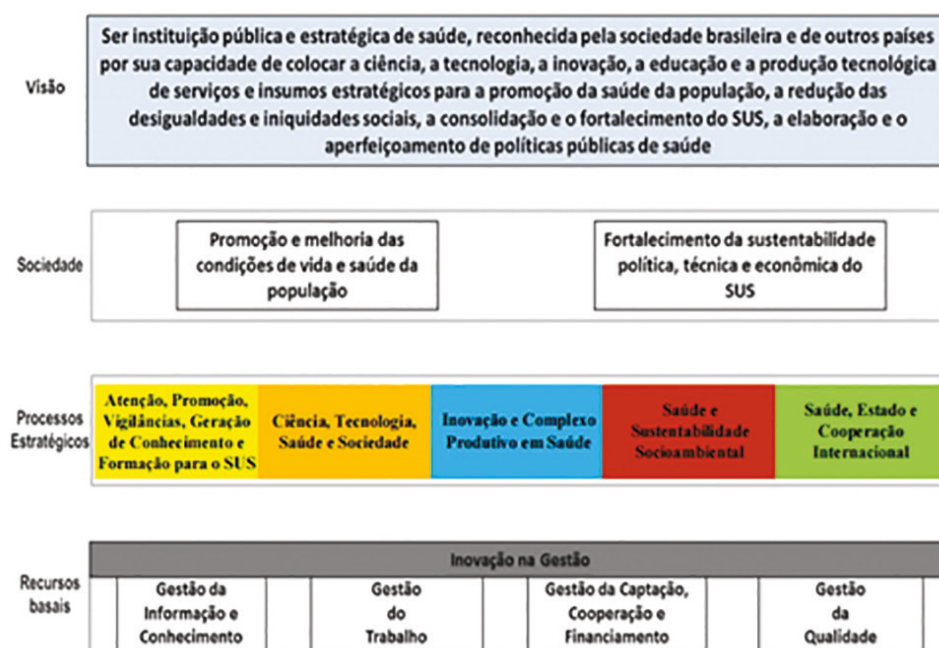 Visão
Ser instituição pública e estratégica de saúde, reconhecida pela sociedade brasileira e de outros países
por sua capacidade de colocar a ciência, a tecnologia, a inovação, a educação e a produção tecnológica
de serviços e insumos estratégicos para a promoção da saúde da população, a redução das
desigualdades e iniquidades sociais, a consolidação e o fortalecimento do SUS, a elaboração e o
aperfeiçoamento de políticas públicas de saúde
Sociedade
Promoção e melhoria das
condições de vida e saúde da
população
Fortalecimento da sustentabilidade
política, técnica e econômica do
SUS
Processos
Estratégicos
Atenção, Promoção,
Vigilâncias, Geração
de Conhecimento e
Formação para o SUS
Ciência, Tecnologia,
Saúde e Sociedade
Inovação e Complexo
Produtivo em Saúde
Saúde e
Sustentabilidade
Socioambiental
Saúde, Estado e
Cooperação
Internacional
Recursos
basais
Inovação na Gestão
Gestão da
Informação e
Conhecimento
Gestão
do
Trabalho
Gestão da Captação,
Cooperação e
Financiamento
Gestão
da
Qualidade